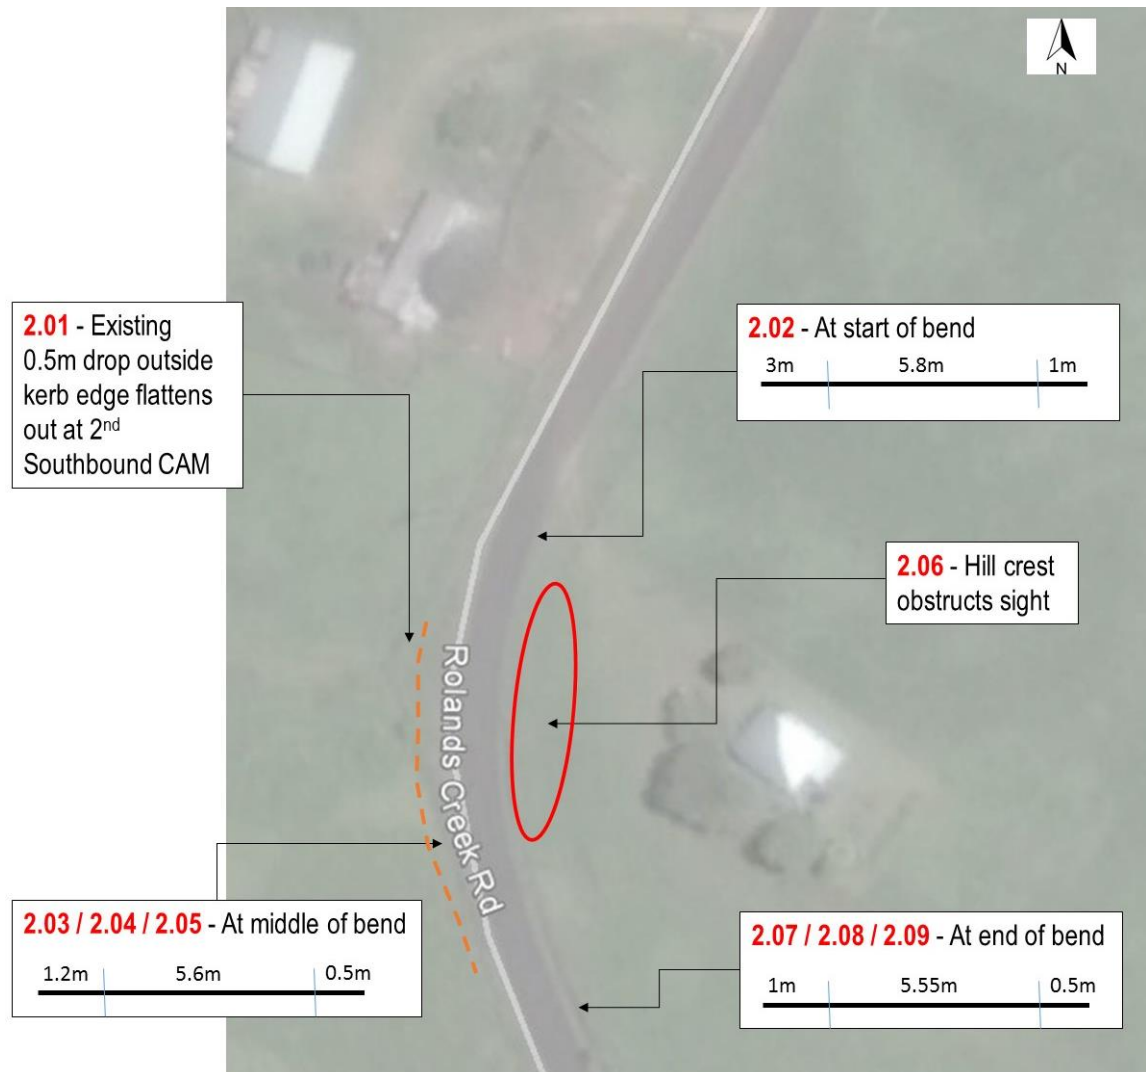 N
2.01 - Existing
0.5m drop outside
kerb edge flattens
out at 2nd
Southbound CAM
2.02 - At start of bend
3m 5.8m 1m
2.06 - Hill crest
obstructs sight
Rolands Creek Rd
2.03 / 2.04 / 2.05 - At middle of bend
1.2m 5.6m 0.5m
2.07 / 2.08 / 2.09 - At end of bend
1m 5.55m 0.5m